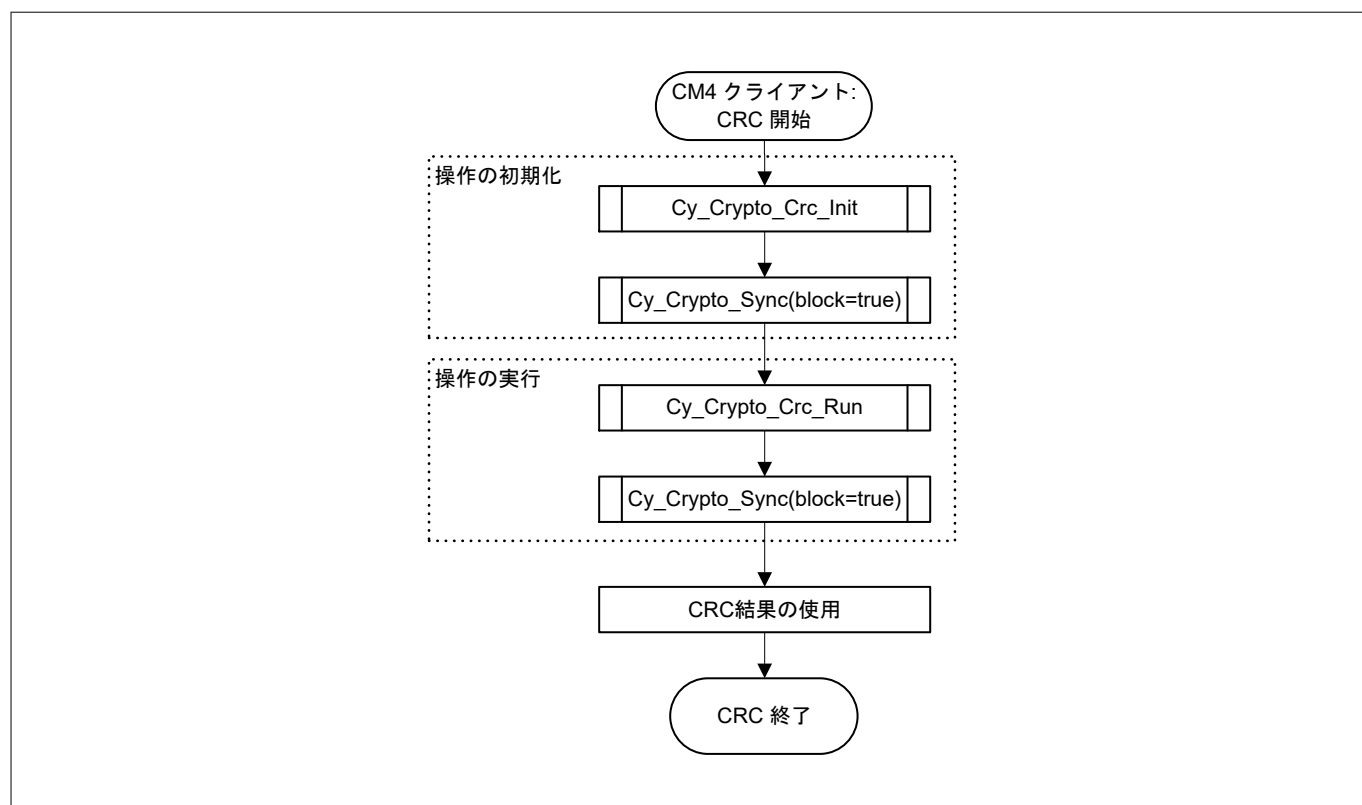 CM4 クライアント:
CRC 開始
操作の初期化
Cy_Crypto_Crc_Init
Cy_Crypto_Sync(block=true)
操作の実行
Cy_Crypto_Crc_Run
Cy_Crypto_Sync(block=true)
CRC結果の使用
CRC 終了